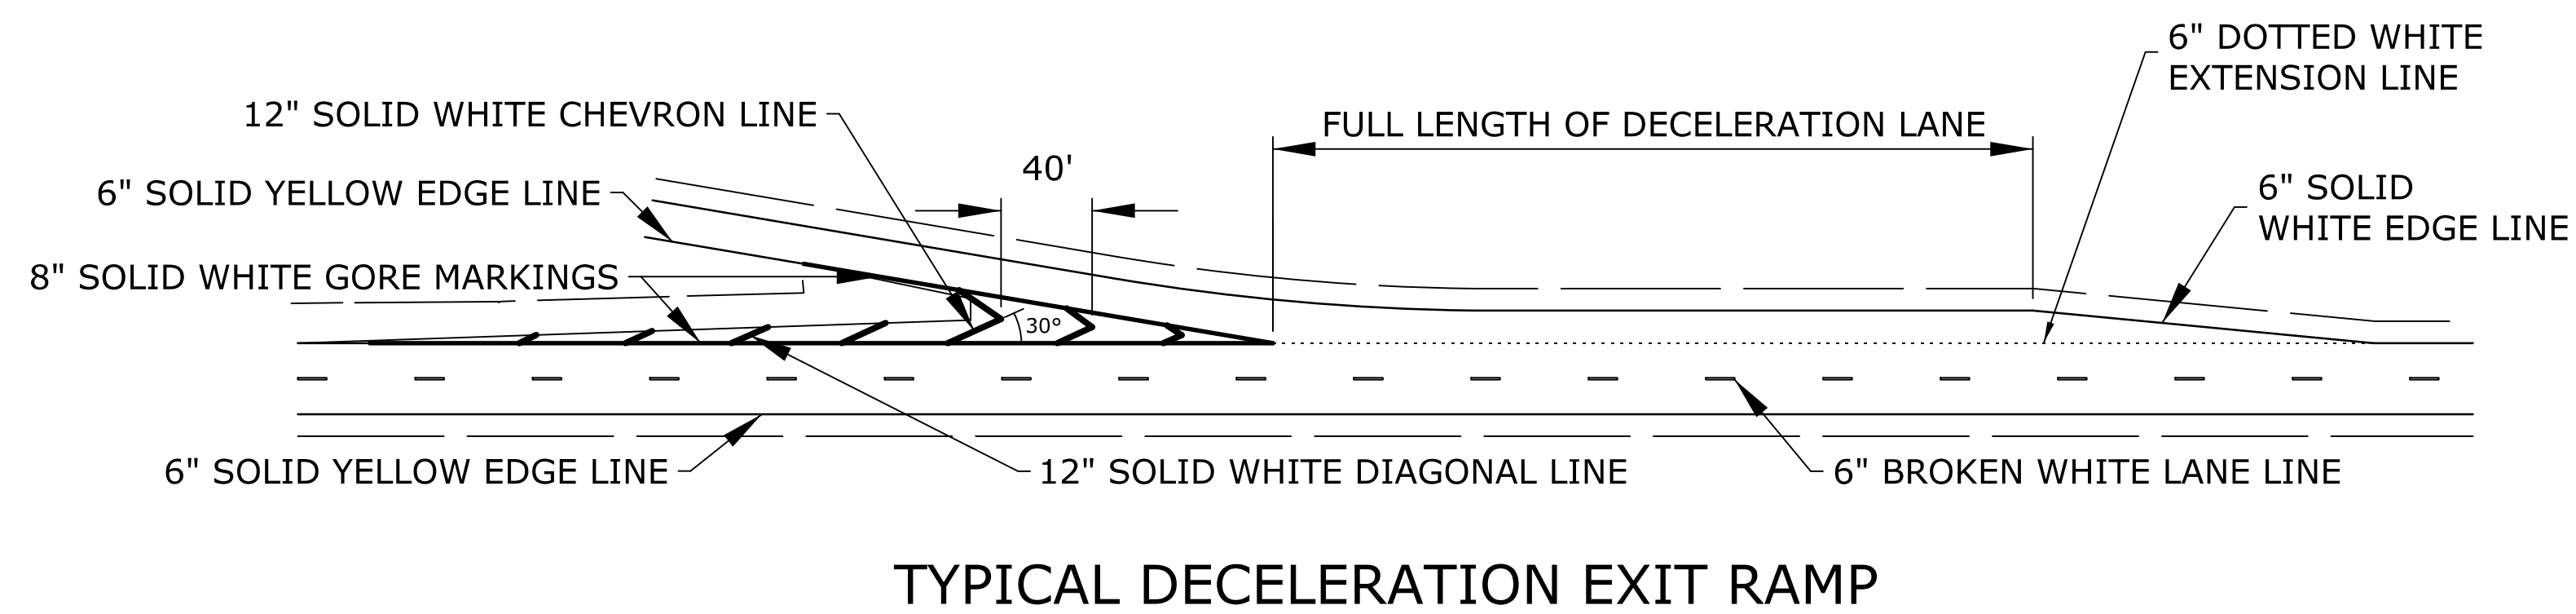 6" DOTTED WHITE
EXTENSION LINE
12" SOLID WHITE CHEVRON LINE
FULL LENGTH OF DECELERATION LANE
40'
6" SOLID YELLOW EDGE LINE
6" SOLID
WHITE EDGE LINE
8" SOLID WHITE GORE MARKINGS
30°
6" SOLID YELLOW EDGE LINE
12" SOLID WHITE DIAGONAL LINE
6" BROKEN WHITE LANE LINE
TYPICAL DECELERATION EXIT RAMP